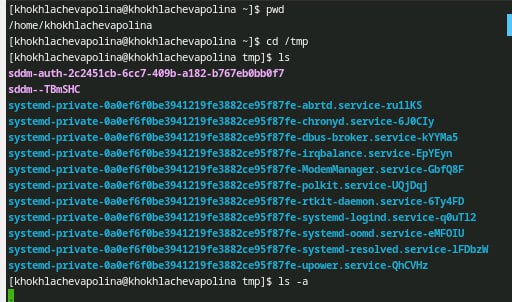 [khokhlachevapolina@khokhlachevapolina ~]$ pwd
/home/khokhlachevapolina
[khokhlachevapolina@khokhlachevapolina ~]$ cd /tmp
[khokhlachevapolina@khokhlachevapolina tmp]$ ls
sddm-auth-2c2451cb-6cc7-409b-a182-b767eb0bb0f7
sddm--TBmSHC
systemd-private-0a0ef6f0be3941219fe3882ce95f87fe-abrtd.service-ru1lKS
systemd-private-0a0ef6f0be3941219fe3882ce95f87fe-chronyd.service-6J0CIy
systemd-private-0a0ef6f0be3941219fe3882ce95f87fe-dbus-broker.service-kYYMa5
systemd-private-0a0ef6f0be3941219fe3882ce95f87fe-irqbalance.service-EpYEyn
systemd-private-0a0ef6f0be3941219fe3882ce95f87fe-ModemManager.service-GbfQ8F
systemd-private-0a0ef6f0be3941219fe3882ce95f87fe-polkit.service-UQjDqj
systemd-private-0a0ef6f0be3941219fe3882ce95f87fe-rtkit-daemon.service-6Ty4FD
systemd-private-0a0ef6f0be3941219fe3882ce95f87fe-systemd-logind.service-q0uTl2
systemd-private-0a0ef6f0be3941219fe3882ce95f87fe-systemd-oomd.service-eMFOIU
systemd-private-0a0ef6f0be3941219fe3882ce95f87fe-systemd-resolved.service-lFDbzW
systemd-private-0a0ef6f0be3941219fe3882ce95f87fe-upower.service-QhCVHz
[khokhlachevapolina@khokhlachevapolina tmp]$ ls -a